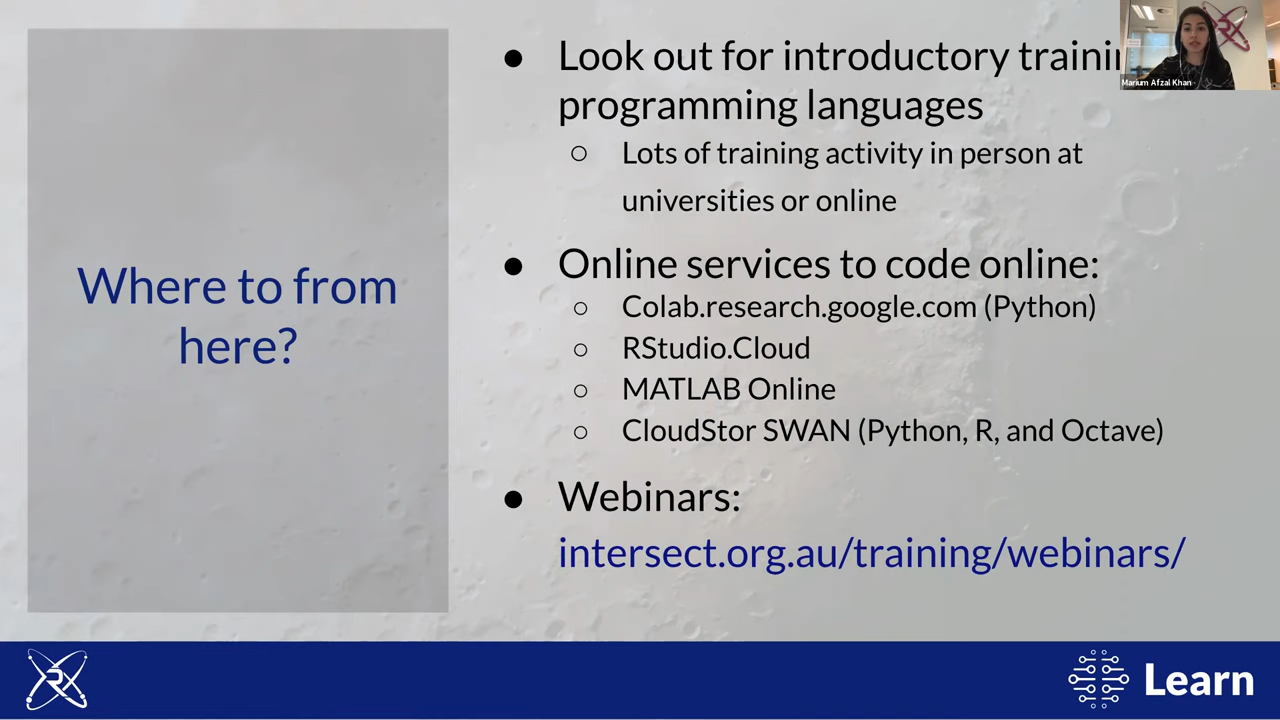 Where to from
here?
Look out for introductory
programming languages
Lots of training activity in person at
universities or online
Online services to code online:
Colab.research.google.com (Python)
RStudio.Cloud
MATLAB Online
CloudStor SWAN (Python, R, and Octave)
Webinars:
intersect.org.au/training/webinars/
Marium Afzal Khan
Learn